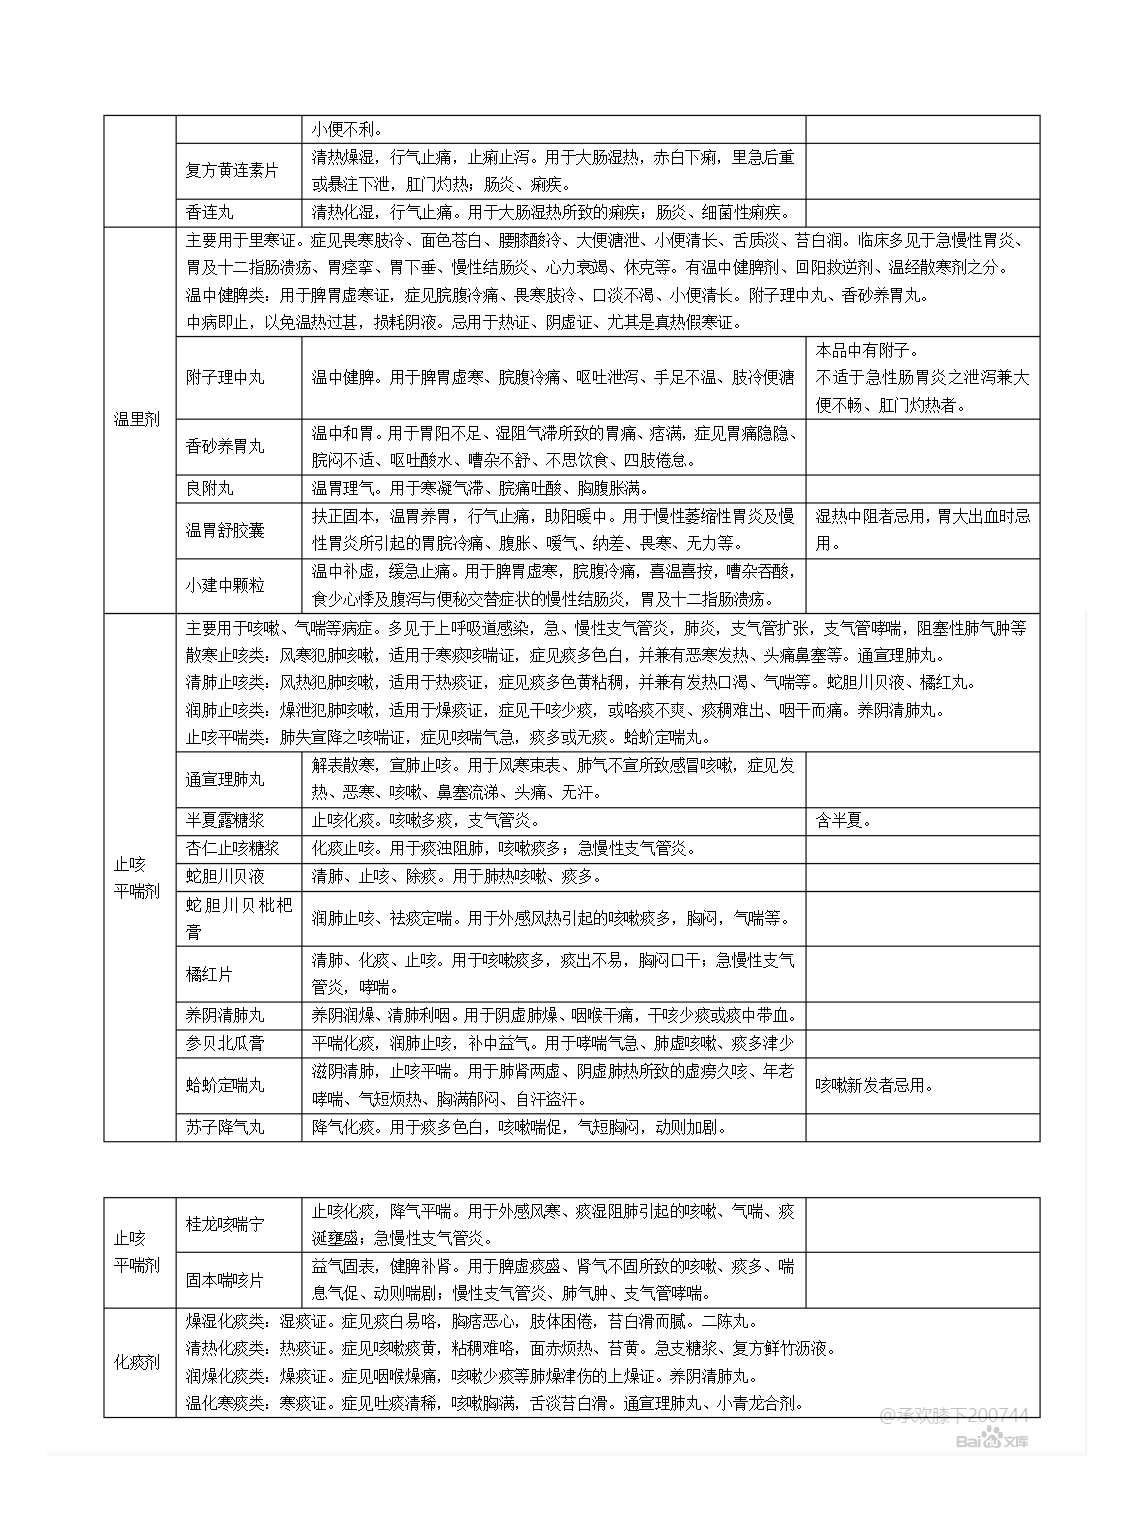 小便不利。
复方黄连素片
清热燥湿，行气止痛，止痢止泻。用于大肠湿热，赤白下痢，里急后重
或暴注下泄，肛门灼热；肠炎、痢疾。
香连丸
清热化湿，行气止痛。用于大肠湿热所致的痢疾；肠炎、细菌性痢疾。
温里剂
主要用于里寒证。症见畏寒肢冷、面色苍白、腰膝酸冷、大便溏泄、小便清长、舌质淡、苔白润。临床多见于急慢性胃炎、
胃及十二指肠溃疡、胃痉挛、胃下垂、慢性结肠炎、心力衰竭、休克等。有温中健脾剂、回阳救逆剂、温经散寒剂之分。
温中健脾类：用于脾胃虚寒证，症见脘腹冷痛、畏寒肢冷、口淡不渴、小便清长。附子理中丸、香砂养胃丸。
中病即止，以免温热过甚，损耗阴液。忌用于热证、阴虚证、尤其是真热假寒证。
附子理中丸
温中健脾。用于脾胃虚寒、脘腹冷痛、呕吐泄泻、手足不温、肢冷便溏
本品中有附子。
不适于急性肠胃炎之泄泻兼大
便不畅、肛门灼热者。
香砂养胃丸
温中和胃。用于胃阳不足、湿阻气滞所致的胃痛、痞满，症见胃痛隐隐、
脘闷不适、呕吐酸水、嘈杂不舒、不思饮食、四肢倦怠。
良附丸
温胃理气。用于寒凝气滞、脘痛吐酸、胸腹胀满。
温胃舒胶囊
扶正固本，温胃养胃，行气止痛，助阳暖中。用于慢性萎缩性胃炎及慢
性胃炎所引起的胃脘冷痛、腹胀、嗳气、纳差、畏寒、无力等。
湿热中阻者忌用，胃大出血时忌
用。
小建中颗粒
温中补虚，缓急止痛。用于脾胃虚寒，脘腹冷痛，喜温喜按，嘈杂吞酸，
食少心悸及腹泻与便秘交替症状的慢性结肠炎，胃及十二指肠溃疡。
止咳
平喘剂
主要用于咳嗽、气喘等病症。多见于上呼吸道感染，急、慢性支气管炎，肺炎，支气管扩张，支气管哮喘，阻塞性肺气肿等
散寒止咳类：风寒犯肺咳嗽，适用于寒痰咳喘证，症见痰多色白，并兼有恶寒发热、头痛鼻塞等。通宣理肺丸。
清肺止咳类：风热犯肺咳嗽，适用于热痰证，症见痰多色黄粘稠，并兼有发热口渴、气喘等。蛇胆川贝液、橘红丸。
润肺止咳类：燥泄犯肺咳嗽，适用于燥痰证，症见干咳少痰，或咯痰不爽、痰稠难出、咽干而痛。养阴清肺丸。
止咳平喘类：肺失宣降之咳喘证，症见咳喘气急，痰多或无痰。蛤蚧定喘丸。
通宣理肺丸
解表散寒，宣肺止咳。用于风寒束表、肺气不宣所致感冒咳嗽，症见发
热、恶寒、咳嗽、鼻塞流涕、头痛、无汗。
半夏露糖浆
止咳化痰。咳嗽多痰，支气管炎。
含半夏。
杏仁止咳糖浆
化痰止咳。用于痰浊阻肺，咳嗽痰多；急慢性支气管炎。
蛇胆川贝液
清肺、止咳、除痰。用于肺热咳嗽、痰多。
蛇胆川贝枇杷
膏
润肺止咳、祛痰定喘。用于外感风热引起的咳嗽痰多，胸闷，气喘等。
橘红片
清肺、化痰、止咳。用于咳嗽痰多，痰出不易，胸闷口干；急慢性支气
管炎，哮喘。
养阴清肺丸
养阴润燥、清肺利咽。用于阴虚肺燥、咽喉干痛，干咳少痰或痰中带血。
参贝北瓜膏
平喘化痰，润肺止咳，补中益气。用于哮喘气急、肺虚咳嗽、痰多津少
蛤蚧定喘丸
滋阴清肺，止咳平喘。用于肺肾两虚、阴虚肺热所致的虚痨久咳、年老
哮喘、气短烦热、胸满郁闷、自汗盗汗。
咳嗽新发者忌用。
苏子降气丸
降气化痰。用于痰多色白，咳嗽喘促，气短胸闷，动则加剧。
止咳
平喘剂
桂龙咳喘宁
止咳化痰，降气平喘。用于外感风寒、痰湿阻肺引起的咳嗽、气喘、痰
涎壅盛；急慢性支气管炎。
固本喘咳片
益气固表，健脾补肾。用于脾虚痰盛、肾气不固所致的咳嗽、痰多、喘
息气促、动则喘剧；慢性支气管炎、肺气肿、支气管哮喘。
化痰剂
燥湿化痰类：湿痰证。症见痰白易咯，胸痞恶心，肢体困倦，苔白滑而腻。二陈丸。
清热化痰类：热痰证。症见咳嗽痰黄，粘稠难咯，面赤烦热、苔黄。急支糖浆、复方鲜竹沥液。
润燥化痰类：燥痰证。症见咽喉燥痛，咳嗽少痰等肺燥津伤的上燥证。养阴清肺丸。
温化寒痰类：寒痰证。症见吐痰清稀，咳嗽胸满，舌淡苔白滑。通宣理肺丸、小青龙合剂。
@承欢膝下200744
Bai文库